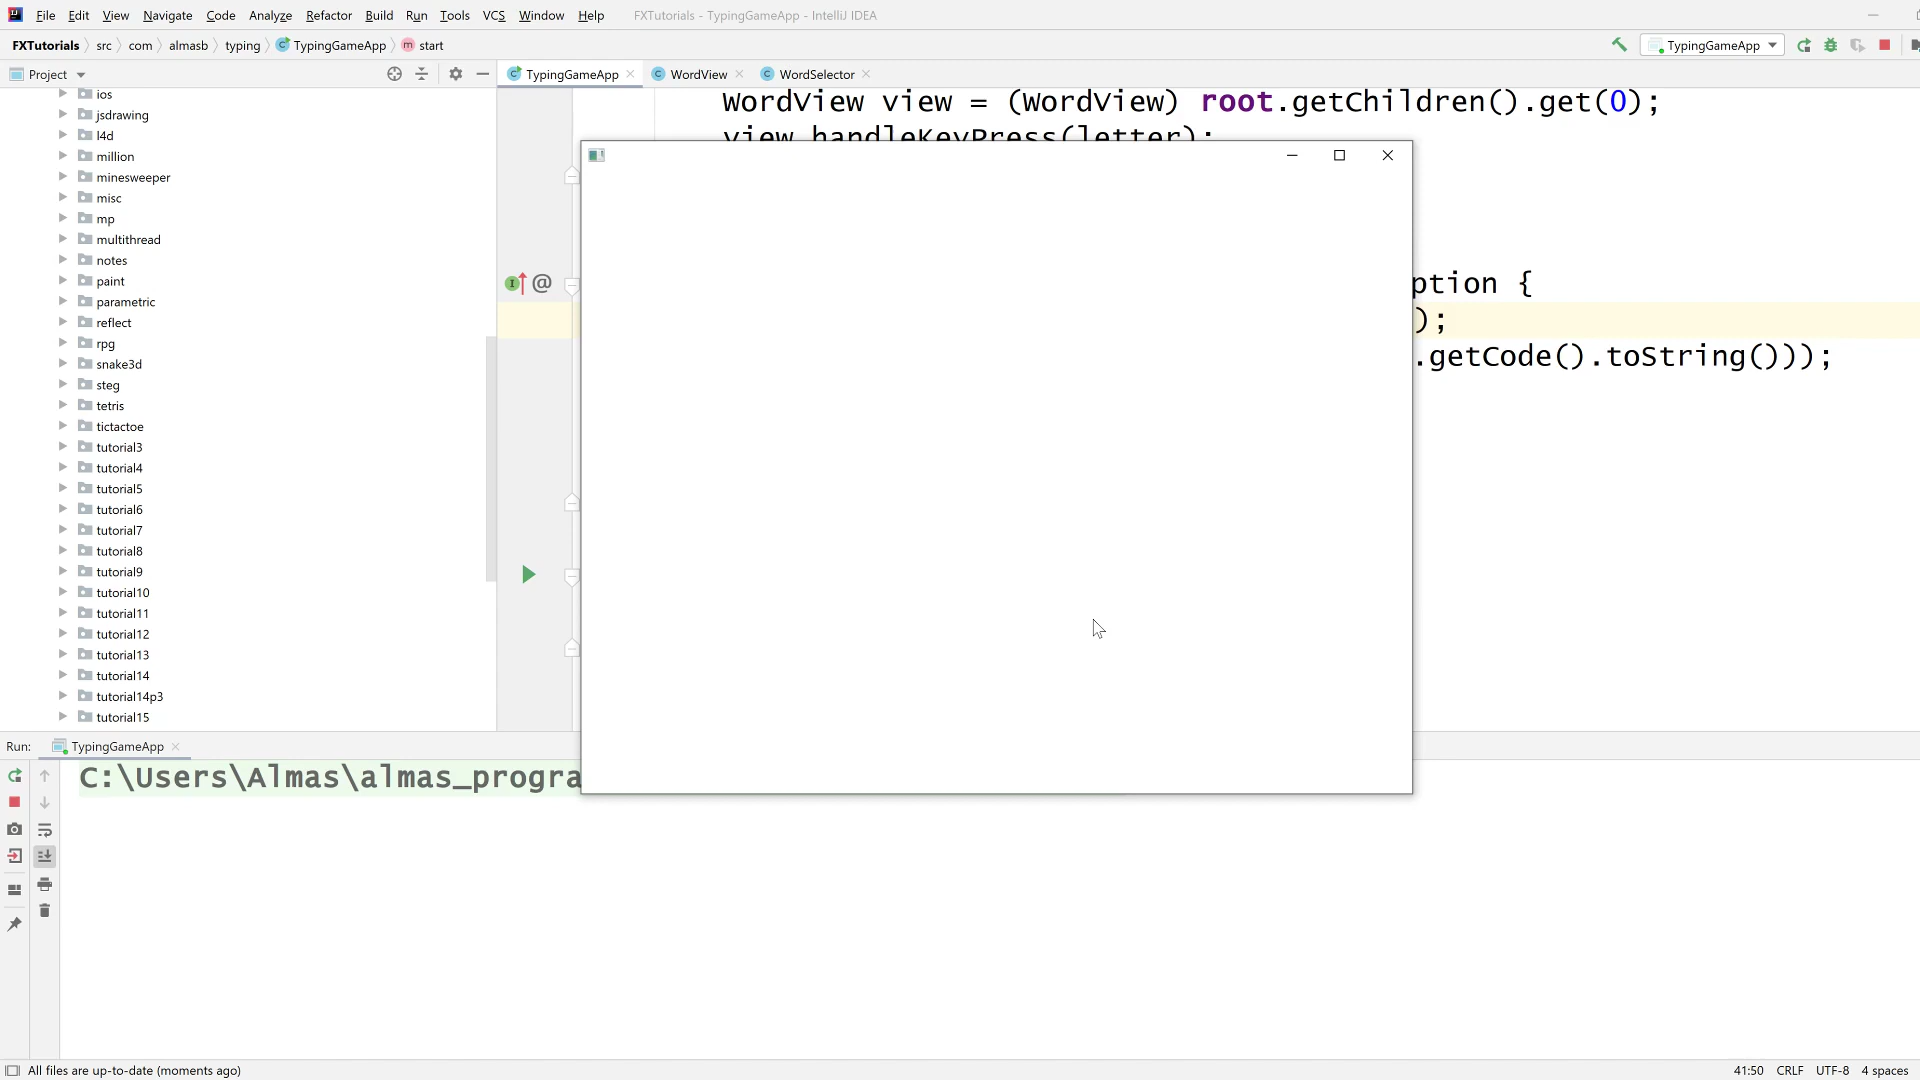 File Edit View Navigate Code Analyze Refactor Build Run Tools VCS Window Help FXTutorials - TypingGameApp - IntelliJ IDEA
FXTutorials src com almasb typing TypingGameApp start TypingGameApp
Project TypingGameApp WordView WordSelector
WordView view = (WordView) root.getChildren().get(0);
view.handleKeyPress(letter);
ption {
);
.getCode().toString()));
ios
jsdrawing
l4d
million
minesweeper
misc
mp
multithread
notes
paint
parametric
reflect
rpg
snake3d
steg
tetris
tictactoe
tutorial3
tutorial4
tutorial5
tutorial6
tutorial7
tutorial8
tutorial9
tutorial10
tutorial11
tutorial12
tutorial13
tutorial14
tutorial14p3
tutorial15
Run: TypingGameApp
C:\Users\Almas\almas_progra
All files are up-to-date (moments ago) 41:50 CRLF UTF-8 4 spaces